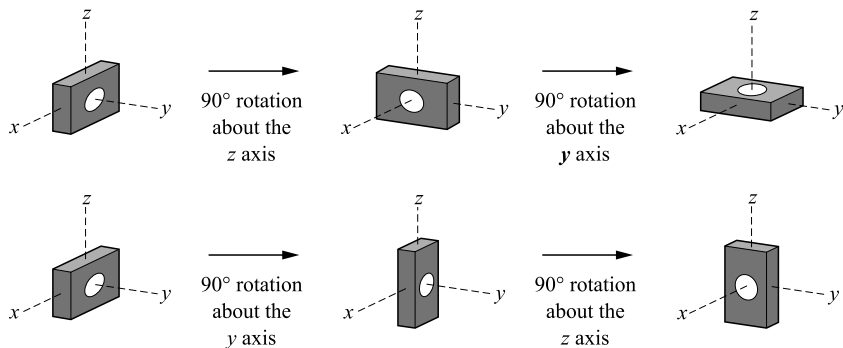 z
x
y
90° rotation
about the
z axis
z
x
y
90° rotation
about the
y axis
z
x
y
z
x
y
90° rotation
about the
y axis
z
x
y
90° rotation
about the
z axis
z
x
y